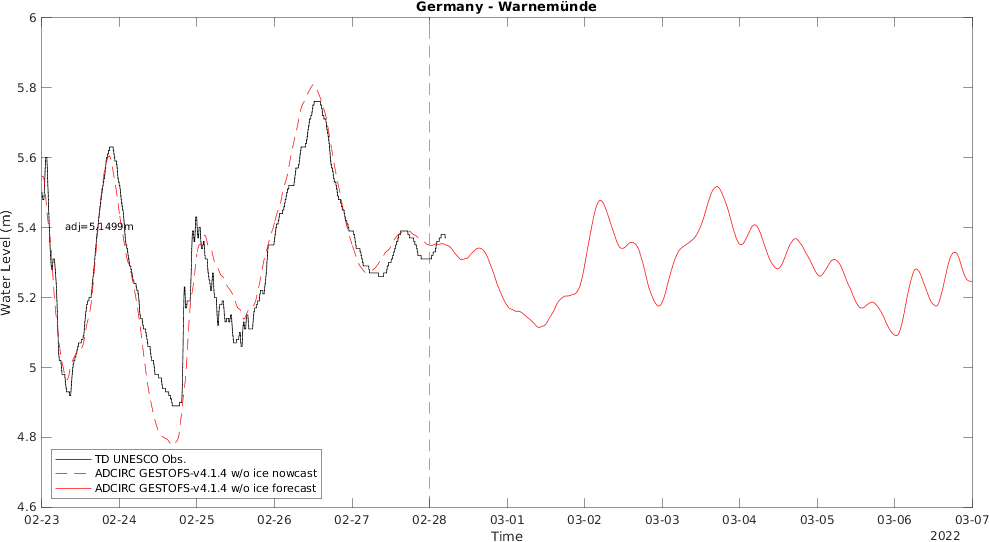 Germany - Warnemünde
6
5.8
5.6
5.4
5.2
5
4.8
4.6
Water Level (m)
adj=5.1499m
TD UNESCO Obs.
ADCIRC GESTOFS-v4.1.4 w/o ice nowcast
ADCIRC GESTOFS-v4.1.4 w/o ice forecast
02-23 02-24 02-25 02-26 02-27 02-28 03-01 03-02 03-03 03-04 03-05 03-06 03-07
Time
2022